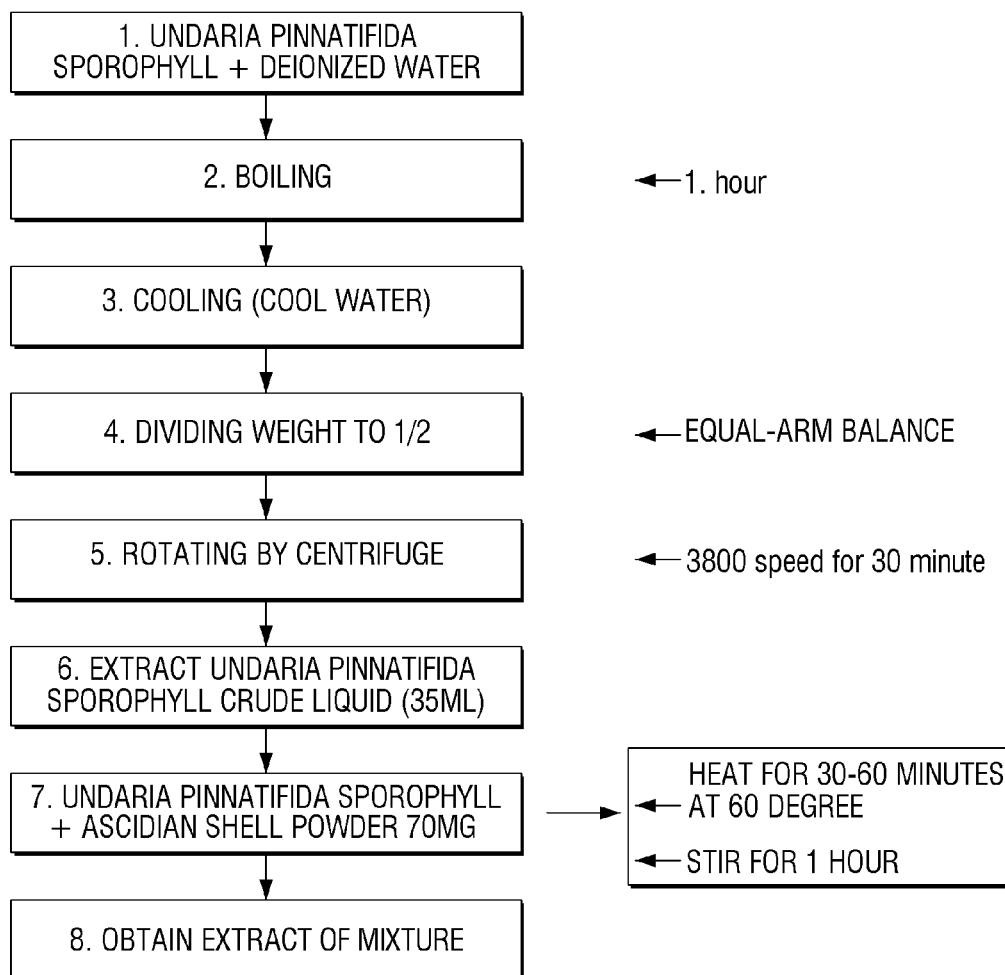 1. UNDARIA PINNATIFIDA
SPOROPHYLL + DEIONIZED WATER
2. BOILING
1. hour
3. COOLING (COOL WATER)
4. DIVIDING WEIGHT TO 1/2
EQUAL-ARM BALANCE
5. ROTATING BY CENTRIFUGE
3800 speed for 30 minute
6. EXTRACT UNDARIA PINNATIFIDA
SPOROPHYLL CRUDE LIQUID (35ML)
7. UNDARIA PINNATIFIDA SPOROPHYLL
+ ASCIDIAN SHELL POWDER 70MG
HEAT FOR 30-60 MINUTES
AT 60 DEGREE
STIR FOR 1 HOUR
8. OBTAIN EXTRACT OF MIXTURE